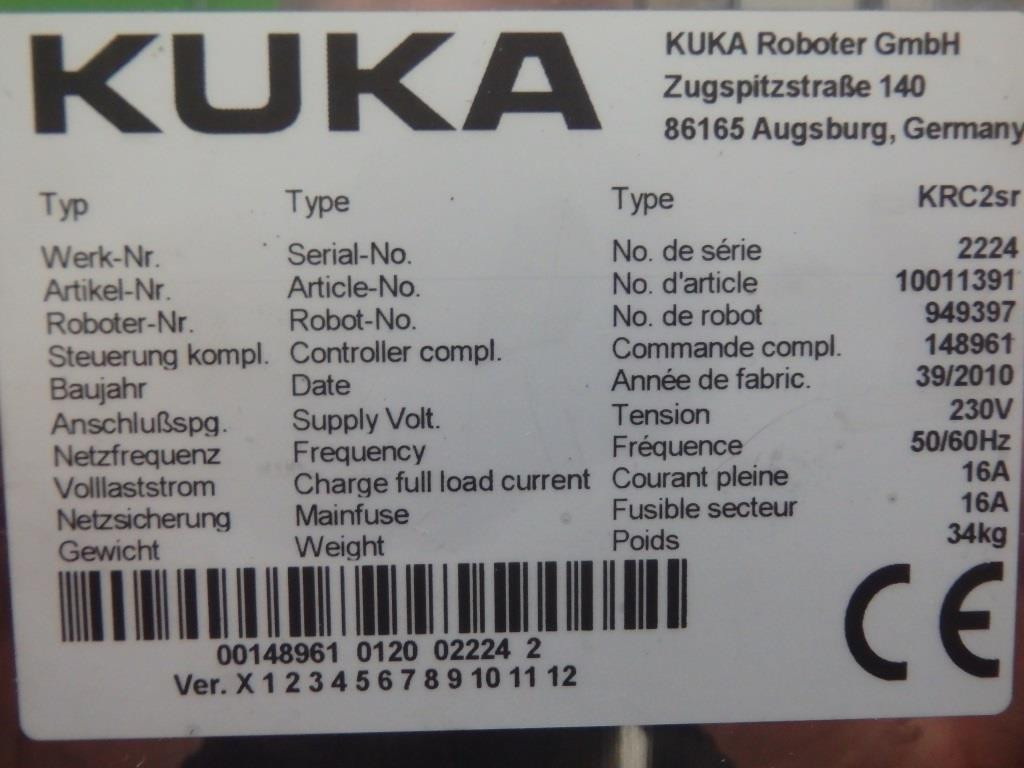 KUKA
KUKA Roboter GmbH
Zugspitzstraße 140
86165 Augsburg, Germany
Typ Type Type KRC2sr
Werk-Nr. Serial-No. No. de série 2224
Artikel-Nr. Article-No. No. d'article 10011391
Roboter-Nr. Robot-No. No. de robot 949397
Steuerung kompl. Controller compl. Commande compl. 148961
Baujahr Date Année de fabric. 39/2010
Anschlußspg. Supply Volt. Tension 230V
Netzfrequenz Frequency Fréquence 50/60Hz
Volllaststrom Charge full load current Courant pleine 16A
Netzsicherung Mainfuse Fusible secteur 16A
Gewicht Weight Poids 34kg
00148961 0120 02224 2
Ver. X 1 2 3 4 5 6 7 8 9 10 11 12
CE